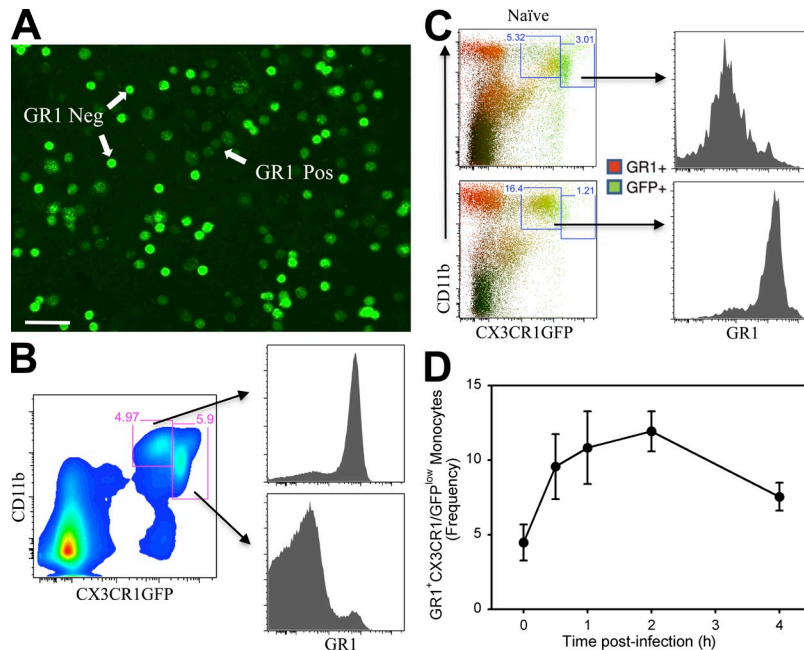 A
GR1 Neg
GR1 Pos
B
4.97
5.9
CD11b
CX3CR1GFP
GR1
C
Naïve
5.32
3.01
GR1+
GFP+
16.4
1.21
CD11b
CX3CR1GFP
GR1
D
GR1+CX3CR1/GFPlow Monocytes
(Frequency)
15
10
5
0
0 1 2 3 4
Time post-infection (h)